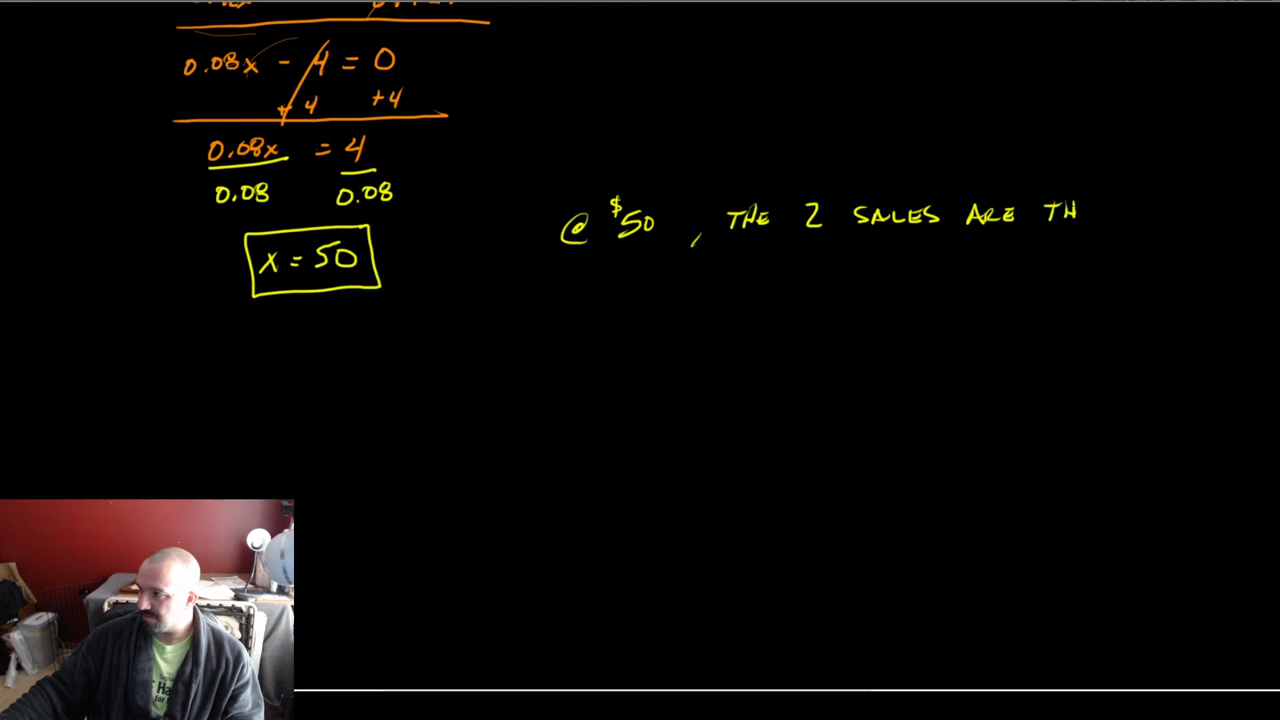 0.08x - 4 = 0
+4 +4
0.08x = 4
0.08 0.08
x = 50
@ $50, THE 2 SALES ARE TH